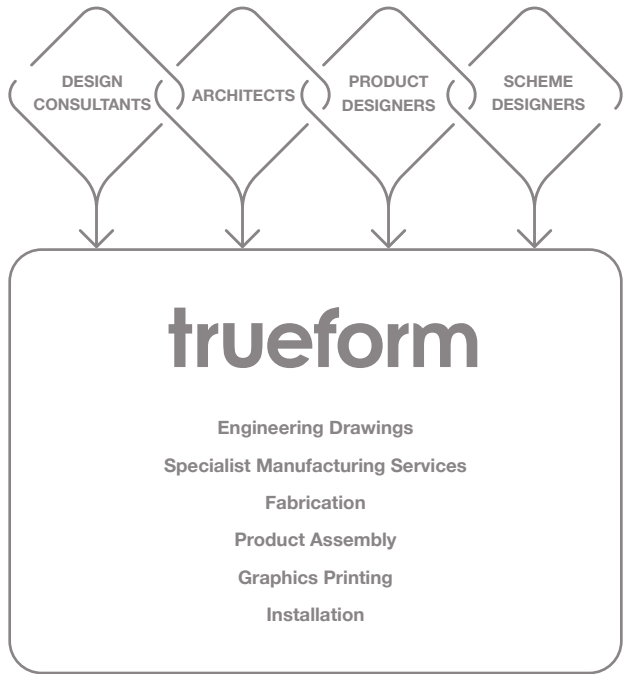 DESIGN
CONSULTANTS
ARCHITECTS
PRODUCT
DESIGNERS
SCHEME
DESIGNERS
trueform
Engineering Drawings
Specialist Manufacturing Services
Fabrication
Product Assembly
Graphics Printing
Installation